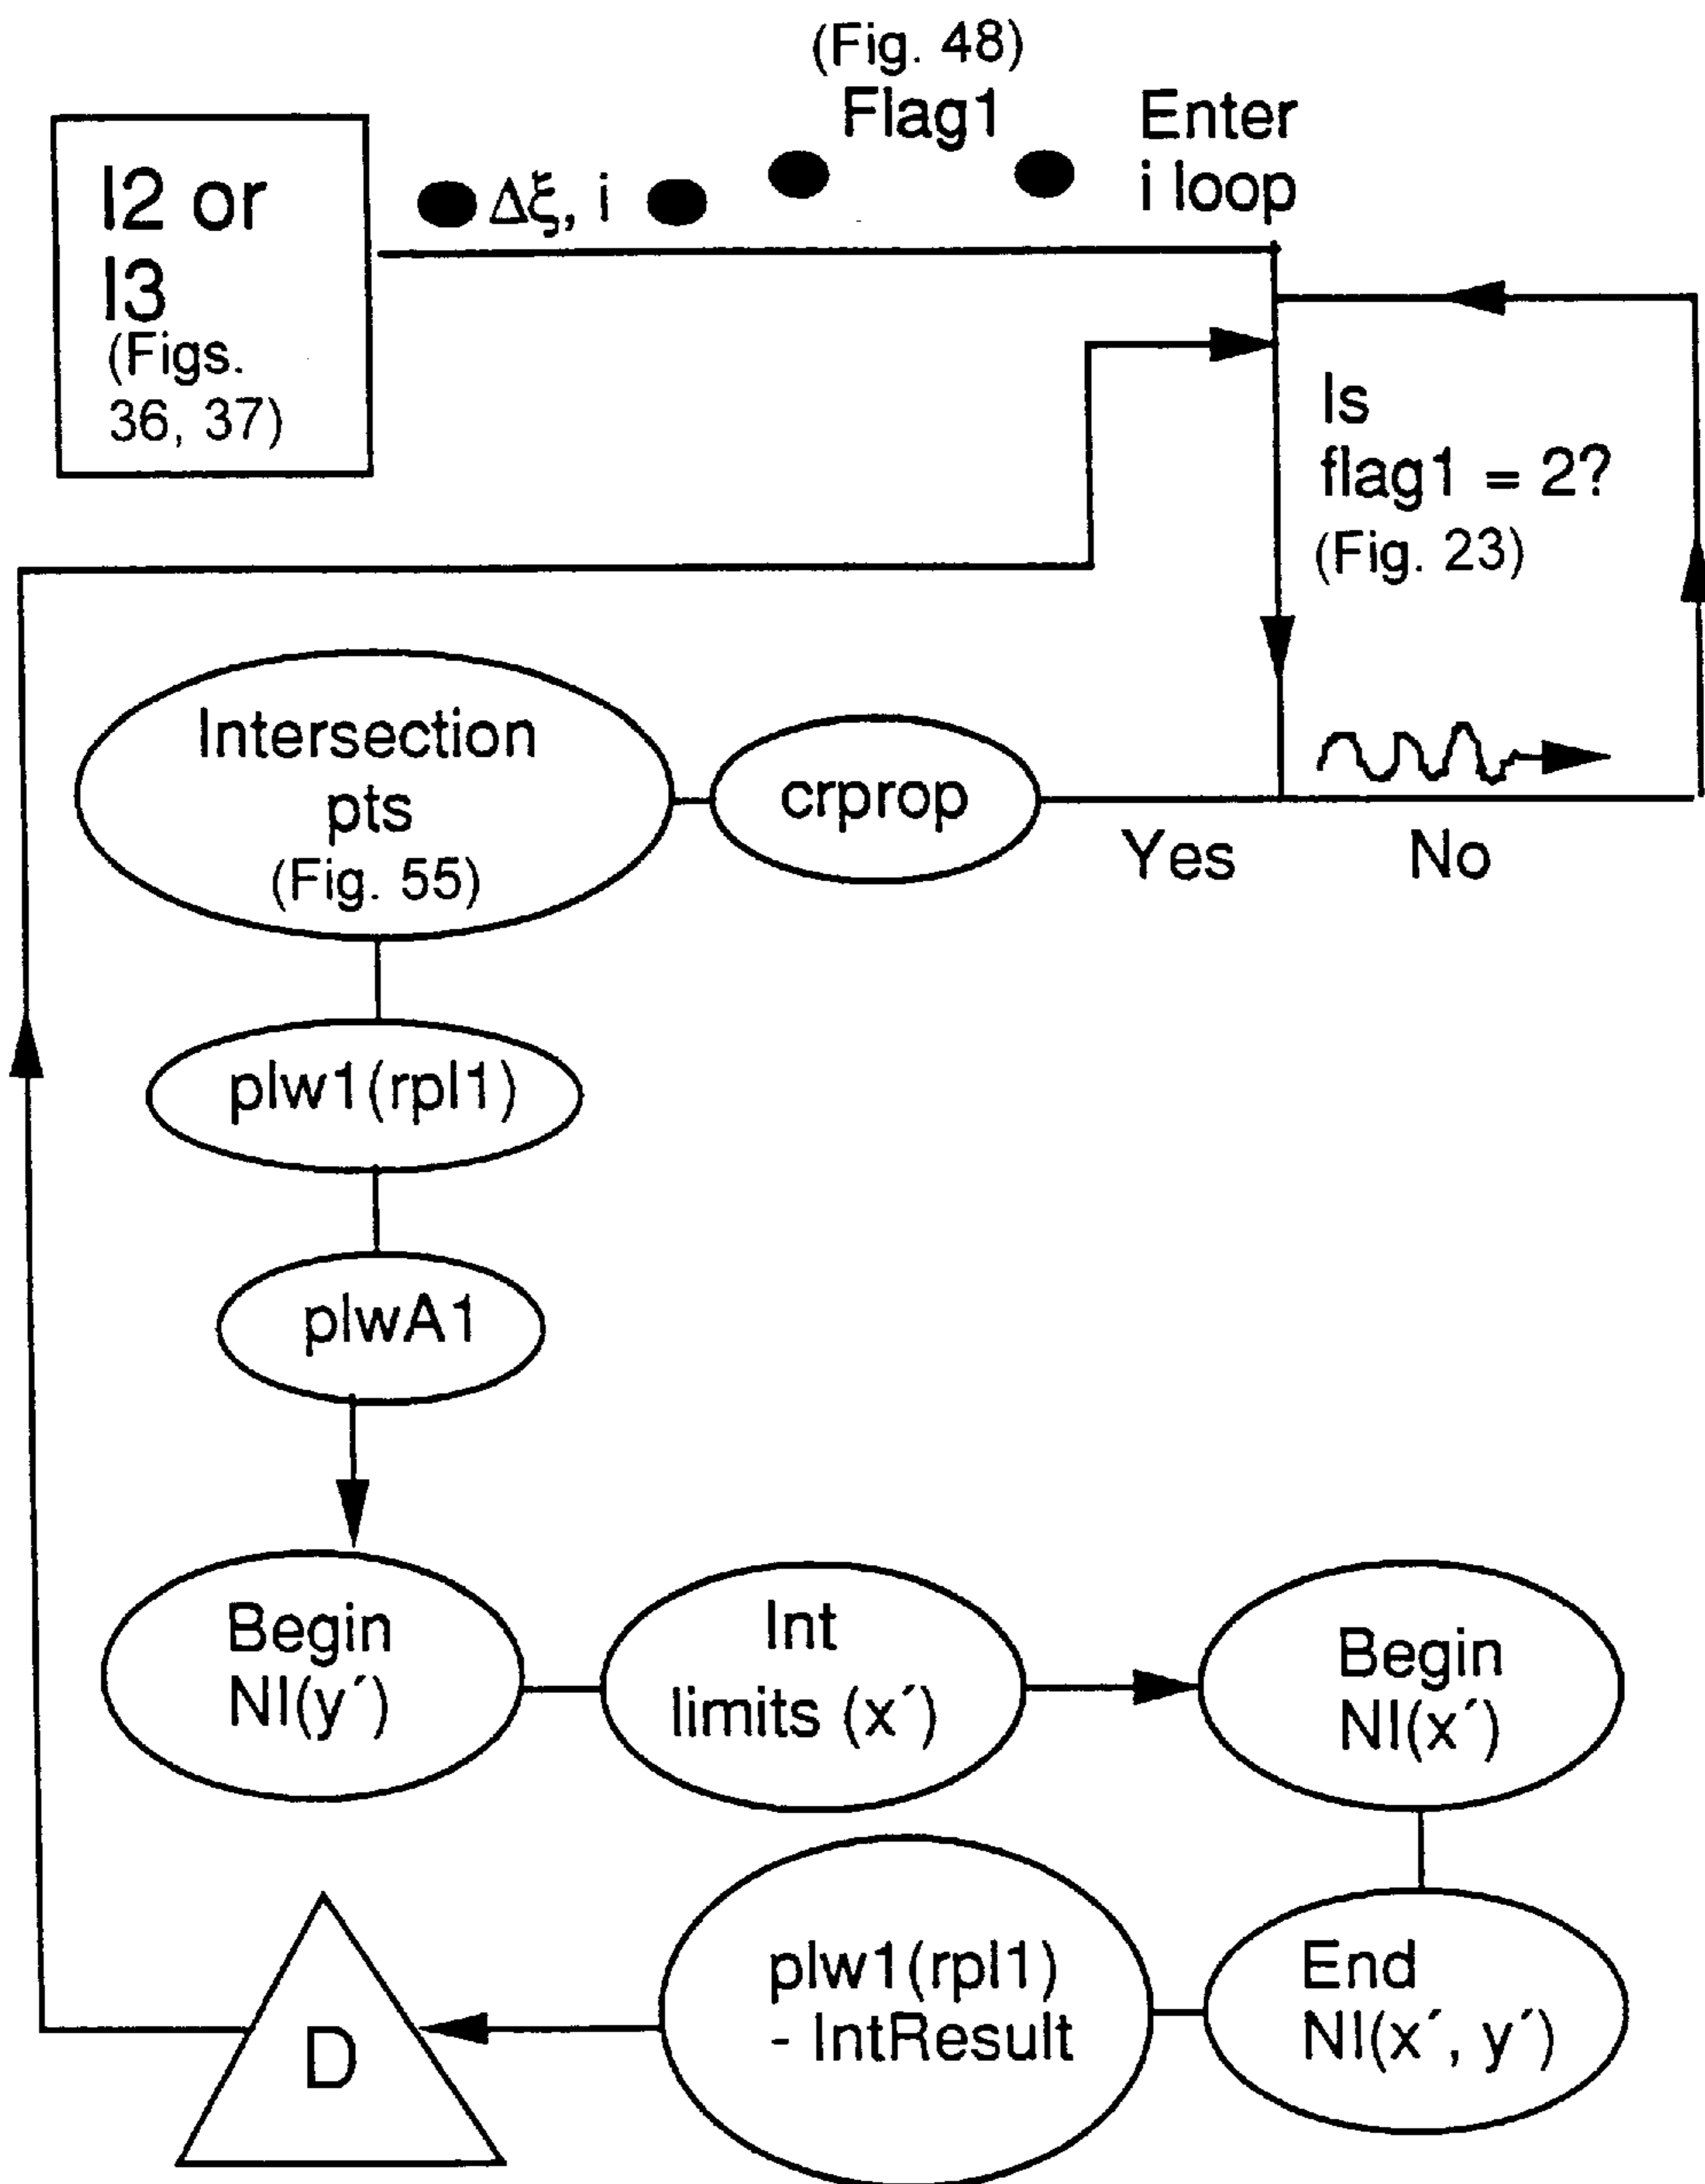 (Fig. 48)
Flag1
Enter
i loop
I2 or
I3
(Figs.
36, 37)
Δξ, i
Is
flag1 = 2?
(Fig. 23)
Intersection
pts
(Fig. 55)
crprop
Yes
No
plw1(rpl1)
plwA1
Begin
NI(y´)
Int
limits (x´)
Begin
NI(x´)
End
NI(x´, y´)
plw1(rpl1)
- IntResult
D